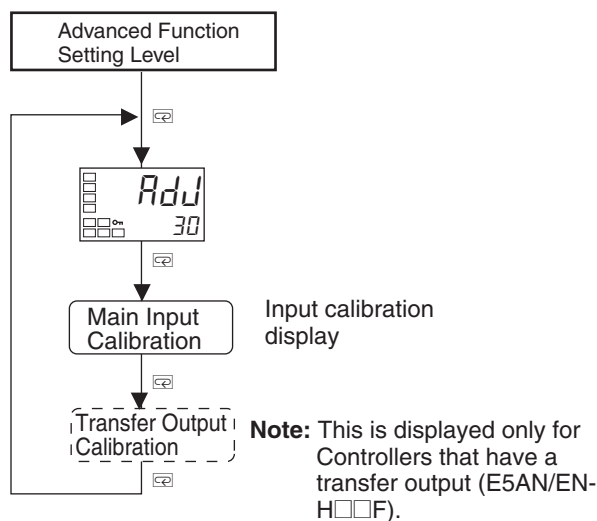 Advanced Function
Setting Level
AdJ
30
Main Input
Calibration
Input calibration
display
Transfer Output
Calibration
Note: This is displayed only for
Controllers that have a
transfer output (E5AN/EN-
H□□F).